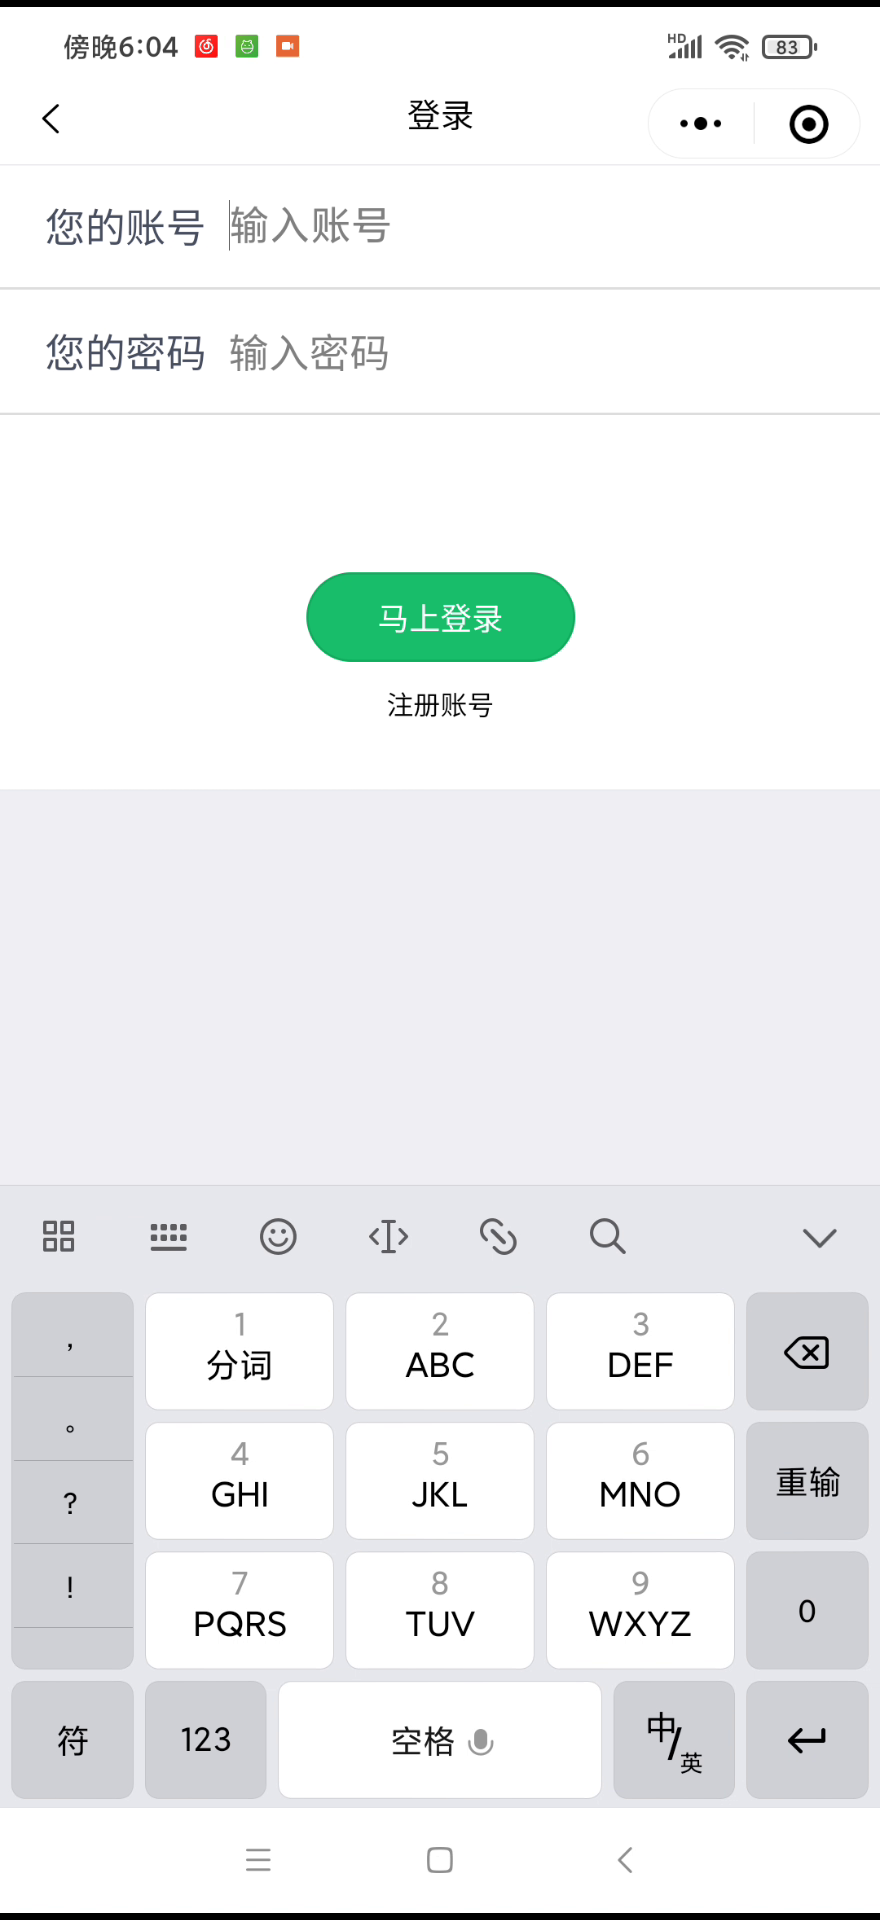 傍晚6:04 HD 83
登录
您的账号 输入账号
您的密码 输入密码
马上登录
注册账号
, 1 2 3
分词 ABC DEF
。 4 5 6
? GHI JKL MNO 重输
! 7 8 9
PQRS TUV WXYZ 0
符 123 空格 中/英